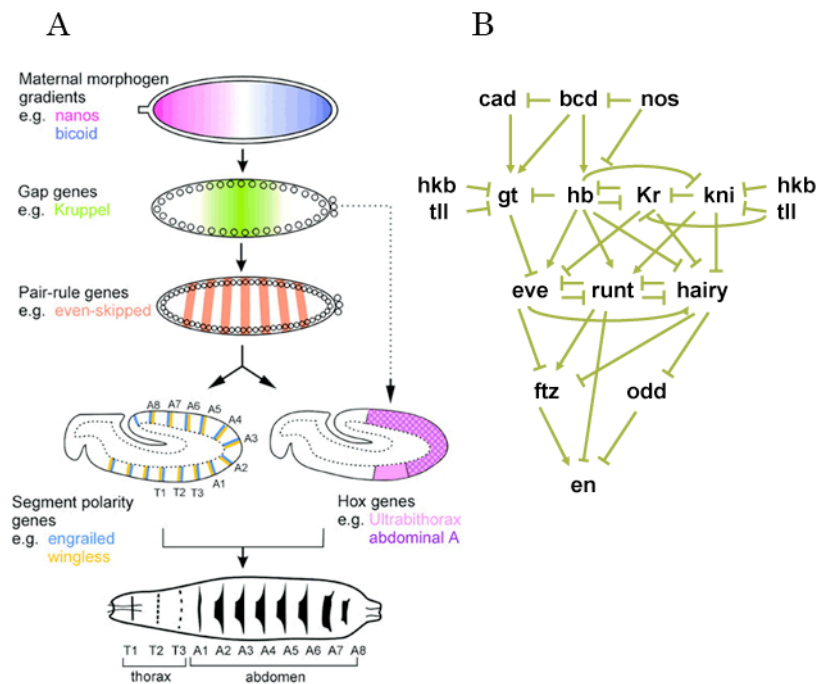 A
Maternal morphogen
gradients
e.g. nanos
bicoid
Gap genes
e.g. Kruppel
Pair-rule genes
e.g. even-skipped
A8 A7 A6 A5 A4 A3 A2 A1
T1 T2 T3
Segment polarity
genes
e.g. engrailed
wingless
Hox genes
e.g. Ultrabithorax
abdominal A
T1 T2 T3 A1 A2 A3 A4 A5 A6 A7 A8
thorax abdomen
B
cad bcd nos
hkb hkb
gt hb Kr kni
tll tll
eve runt hairy
ftz odd
en